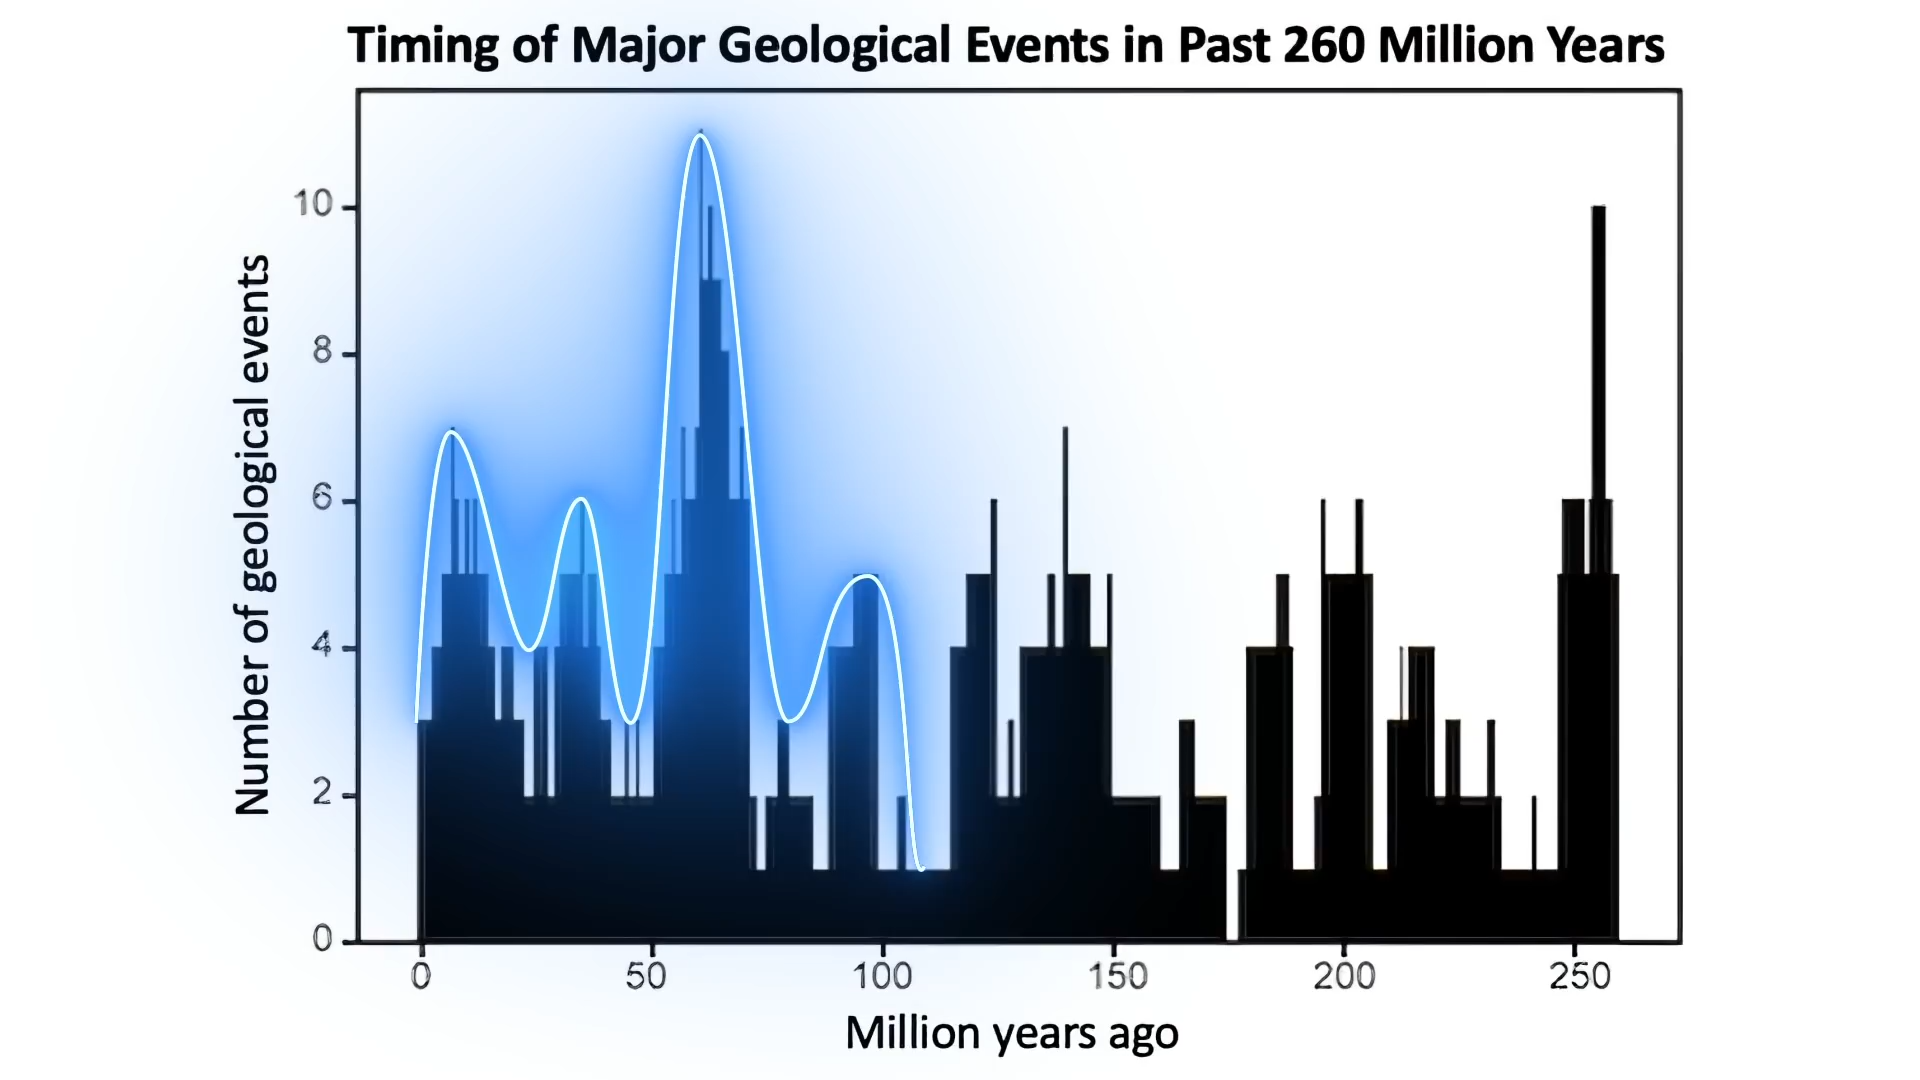 Timing of Major Geological Events in Past 260 Million Years
Number of geological events
10
8
6
4
2
0
0 50 100 150 200 250
Million years ago